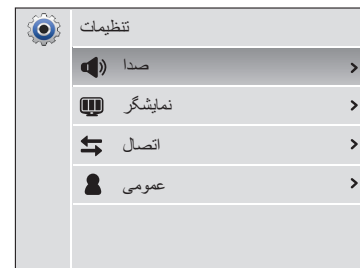 تنظیمات
صدا
نمایشگر
اتصال
عمومی